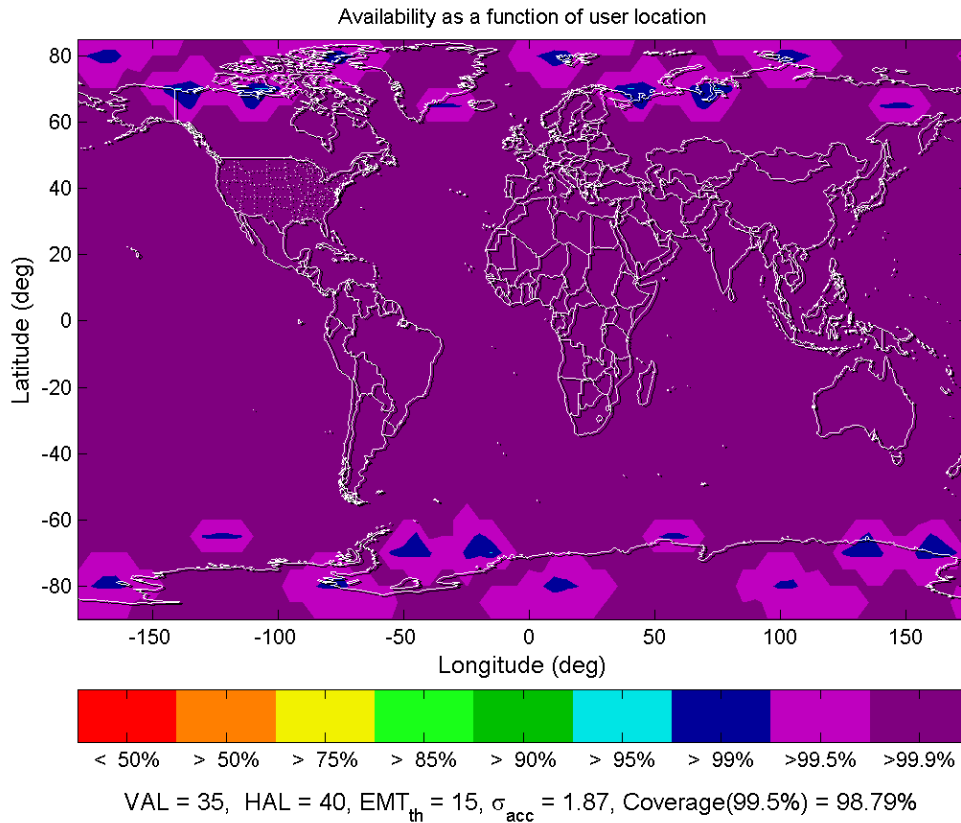 Availability as a function of user location
80
60
40
20
0
-20
-40
-60
-80
Latitude (deg)
-150 -100 -50 0 50 100 150
Longitude (deg)
< 50% > 50% > 75% > 85% > 90% > 95% > 99% >99.5% >99.9%
VAL = 35, HAL = 40, EMT_th = 15, σ_acc = 1.87, Coverage(99.5%) = 98.79%